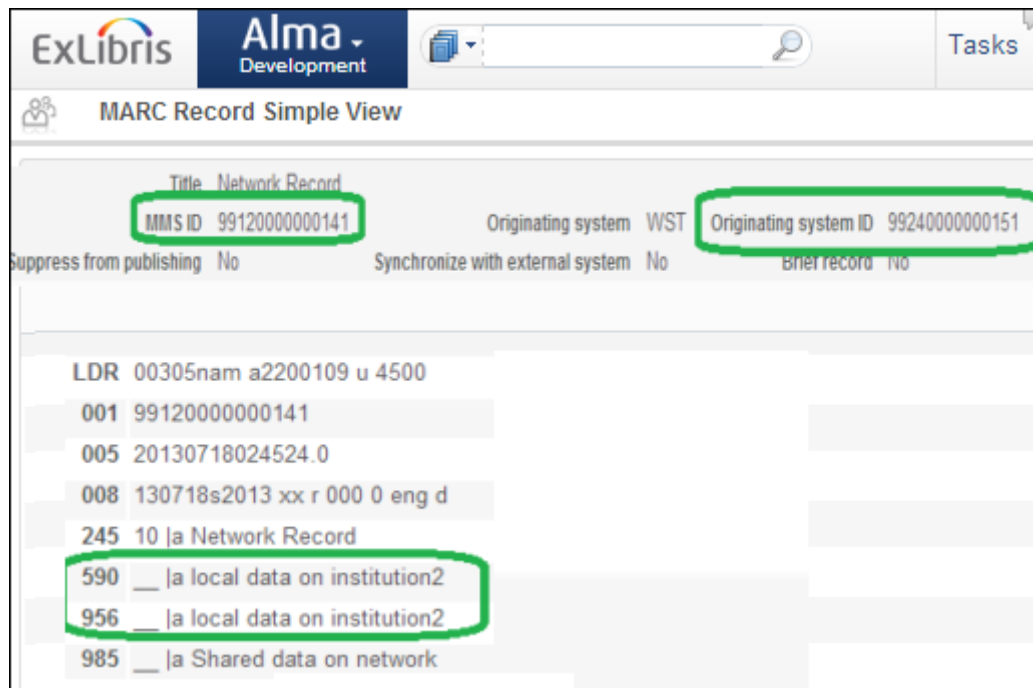 ExLibris
Alma
Development
Tasks
MARC Record Simple View
Title Network Record
MMS ID 99120000000141 Originating system WST Originating system ID 99240000000151
Suppress from publishing No Synchronize with external system No Brief record No
LDR 00305nam a2200109 u 4500
001 99120000000141
005 20130718024524.0
008 130718s2013 xx r 000 0 eng d
245 10 |a Network Record
590 __ |a local data on institution2
956 __ |a local data on institution2
985 __ |a Shared data on network